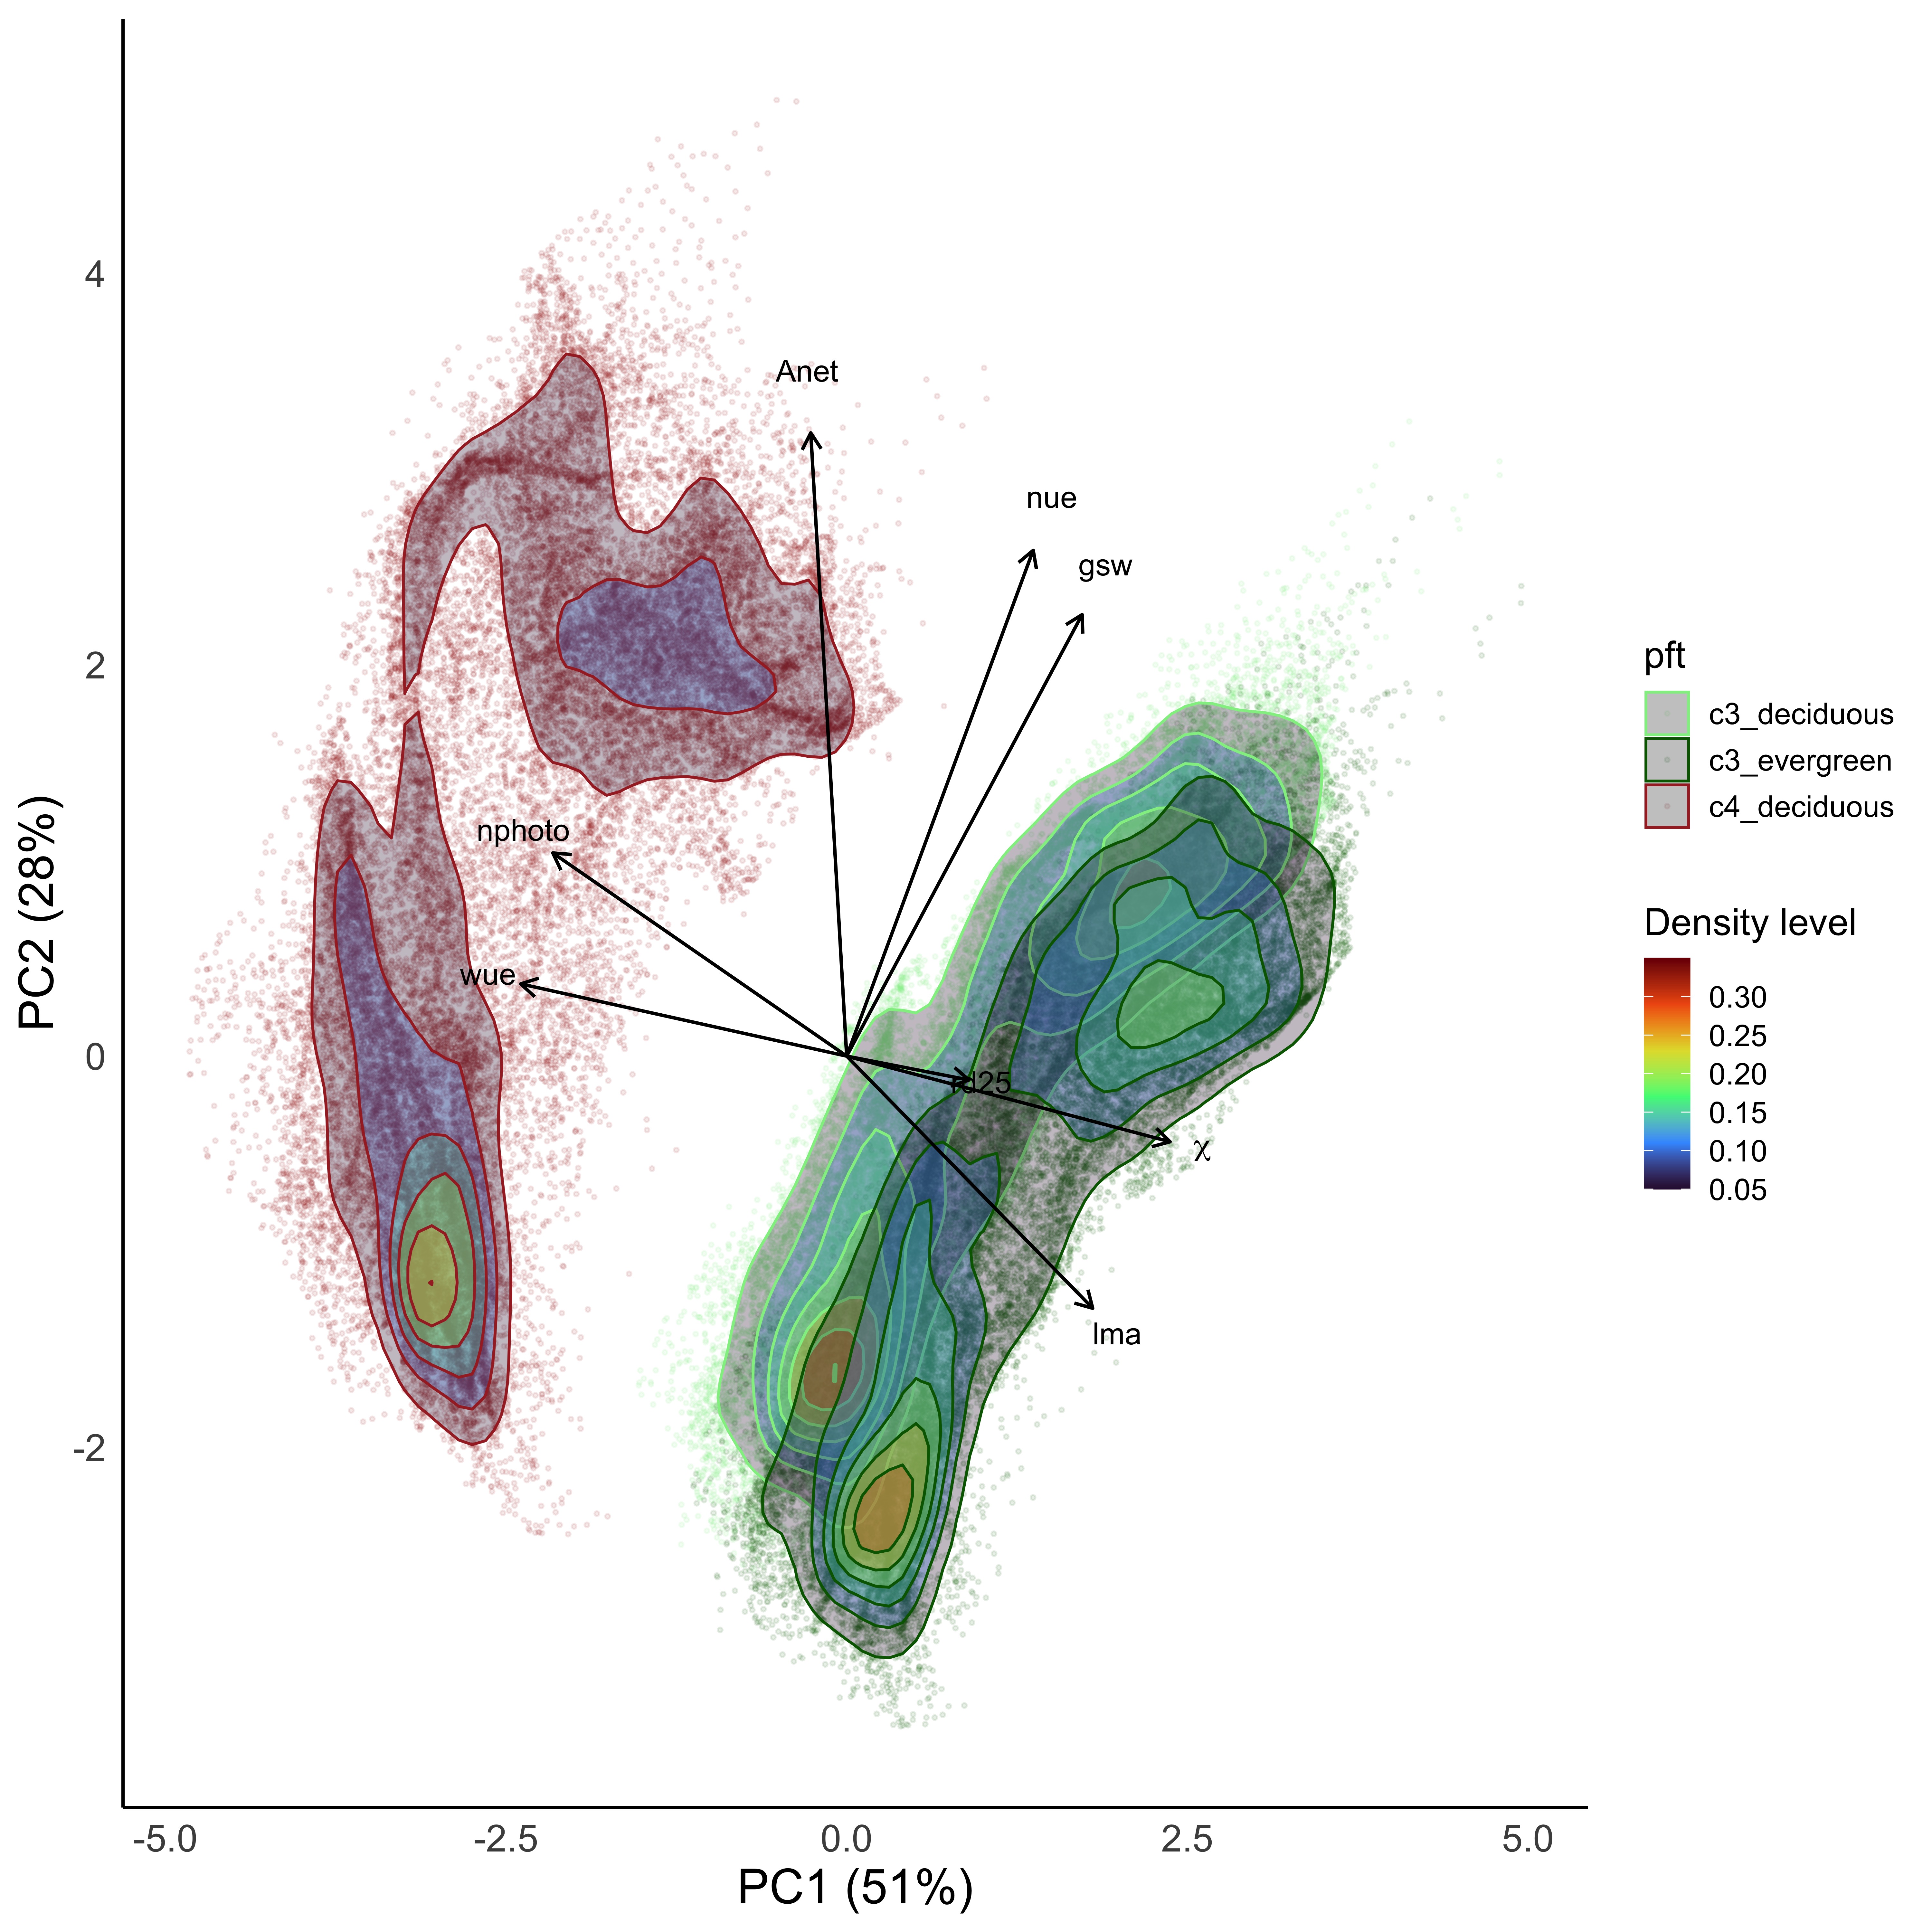 PC2 (28%)
4
2
0
-2
-5.0
-2.5
0.0
2.5
5.0
PC1 (51%)
Anet
nue
gsw
nphoto
wue
rd25
χ
lma
pft
c3_deciduous
c3_evergreen
c4_deciduous
Density level
0.30
0.25
0.20
0.15
0.10
0.05